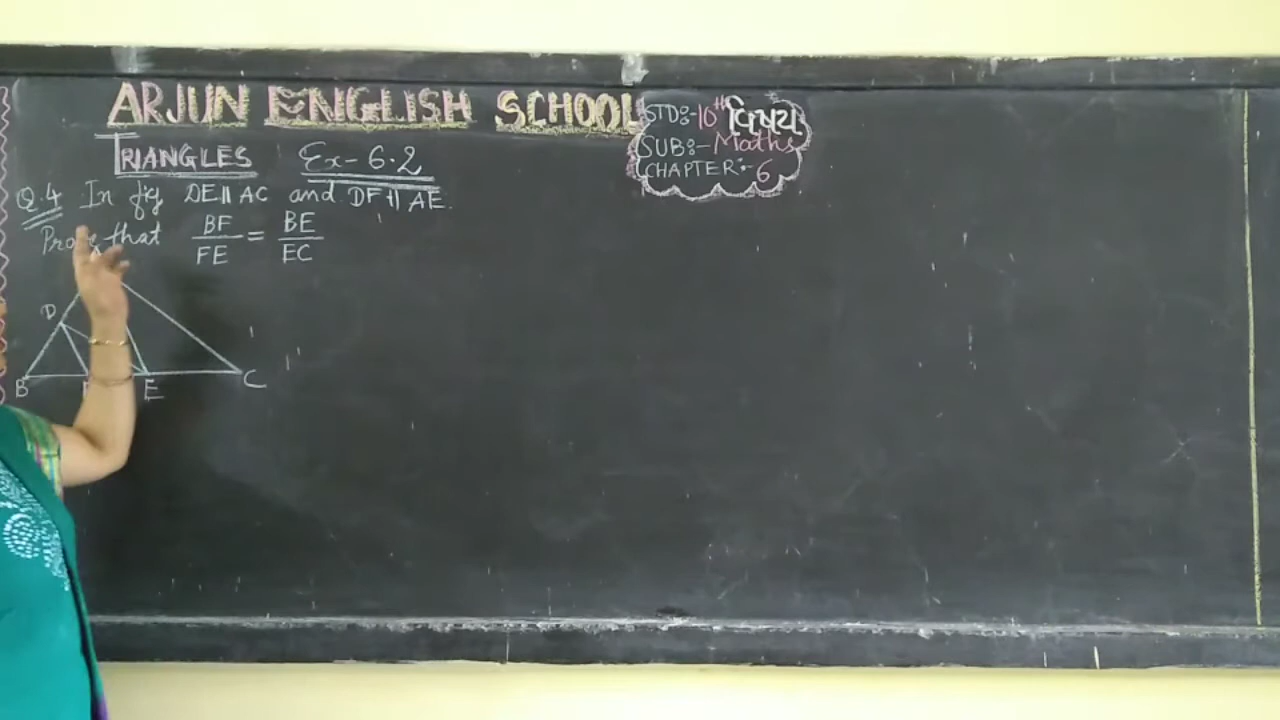 ARJUN ENGLISH SCHOOL
STD:- 10th વિષય
SUB:- Maths
CHAPTER:- 6
TRIANGLES Ex-6.2
Q.4 In fig DE || AC and DF || AE.
Prove that BF/FE = BE/EC
D
B E C